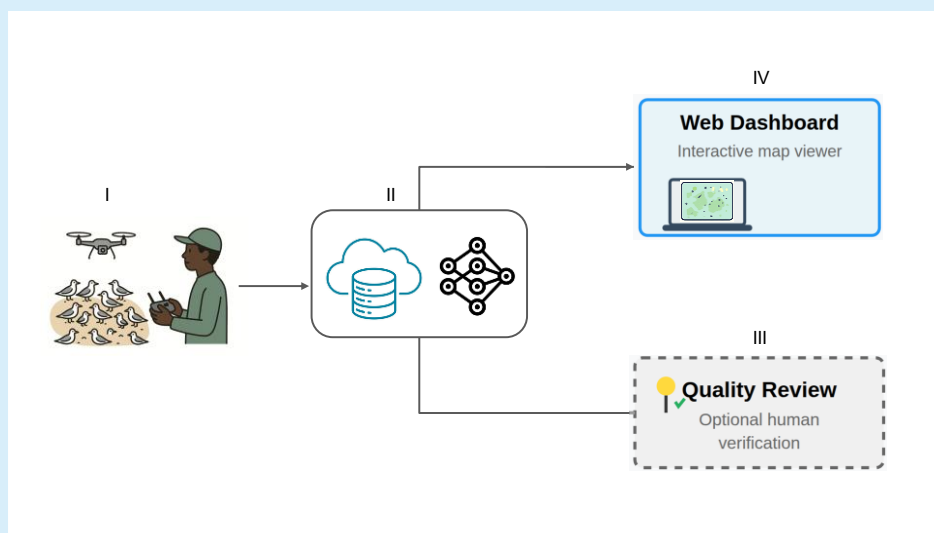 I
II
IV
Web Dashboard
Interactive map viewer
III
Quality Review
Optional human
verification